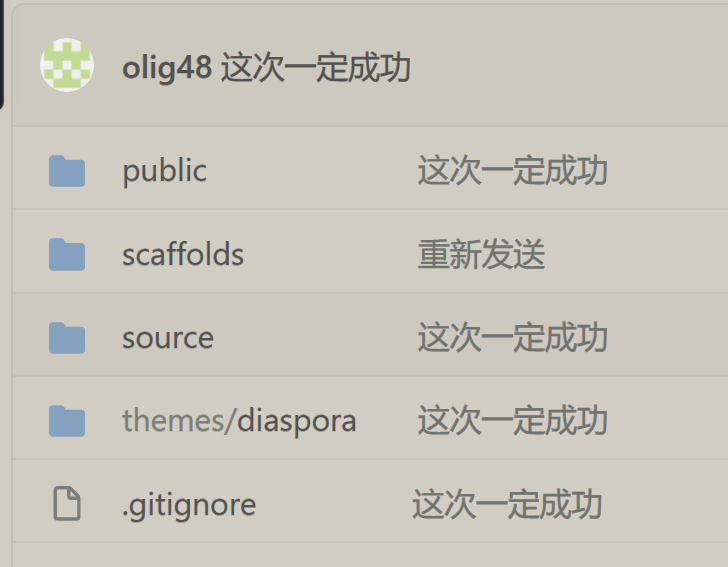 olig48 这次一定成功
public 这次一定成功
scaffolds 重新发送
source 这次一定成功
themes/diaspora 这次一定成功
.gitignore 这次一定成功